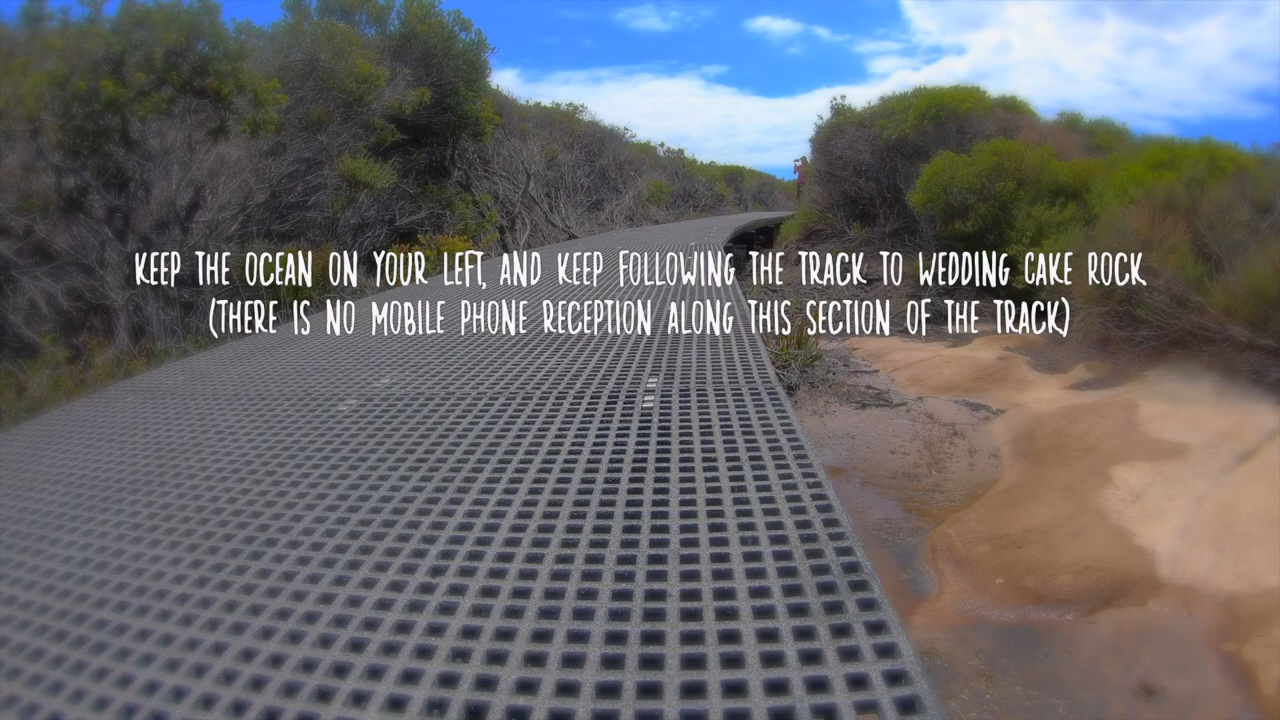 KEEP THE OCEAN ON YOUR LEFT, AND KEEP FOLLOWING THE TRACK TO WEDDING CAKE ROCK
(THERE IS NO MOBILE PHONE RECEPTION ALONG THIS SECTION OF THE TRACK)